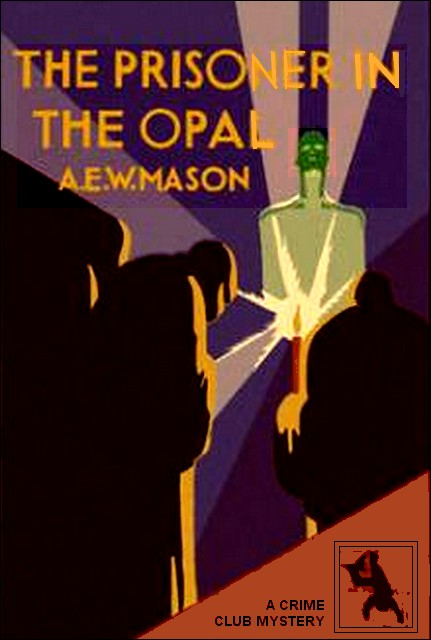 THE PRISONER IN
THE OPAL
A.E.W.MASON
A CRIME
CLUB MYSTERY